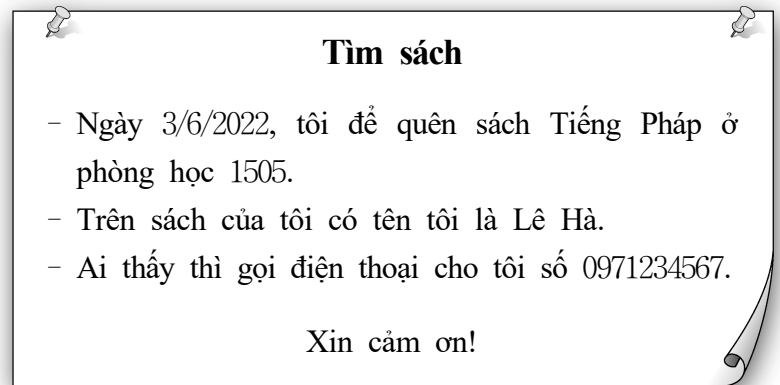 Tìm sách
- Ngày 3/6/2022, tôi để quên sách Tiếng Pháp ở
phòng học 1505.
- Trên sách của tôi có tên tôi là Lê Hà.
- Ai thấy thì gọi điện thoại cho tôi số 0971234567.
Xin cảm ơn!